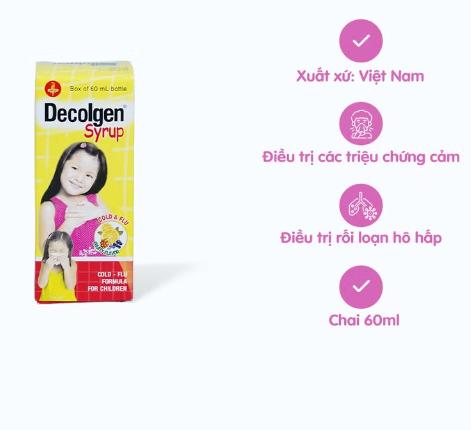 Box of 60 mL bottle
Decolgen®
Syrup
COLD & FLU
COLD - FLU
FORMULA
FOR CHILDREN
Xuất xứ: Việt Nam
Điều trị các triệu chứng cảm
Điều trị rối loạn hô hấp
Chai 60ml